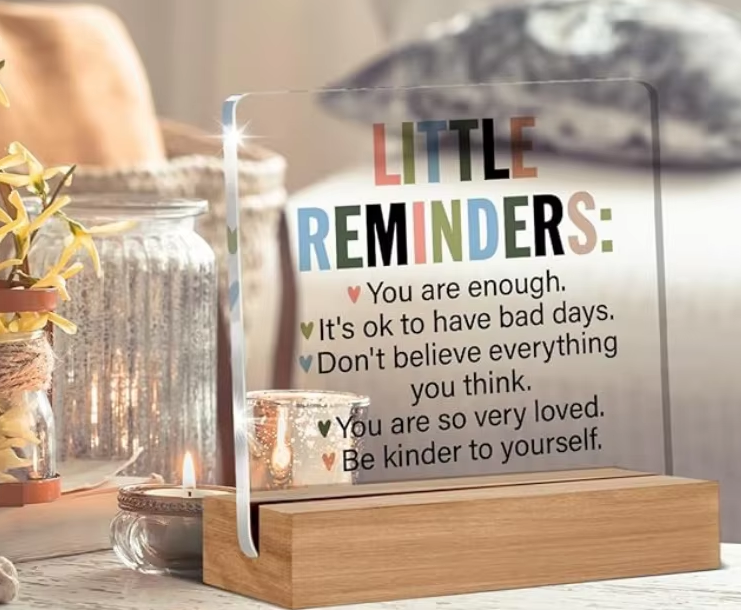 LITTLE
REMINDERS:
You are enough.
It's ok to have bad days.
Don't believe everything
you think.
You are so very loved.
Be kinder to yourself.